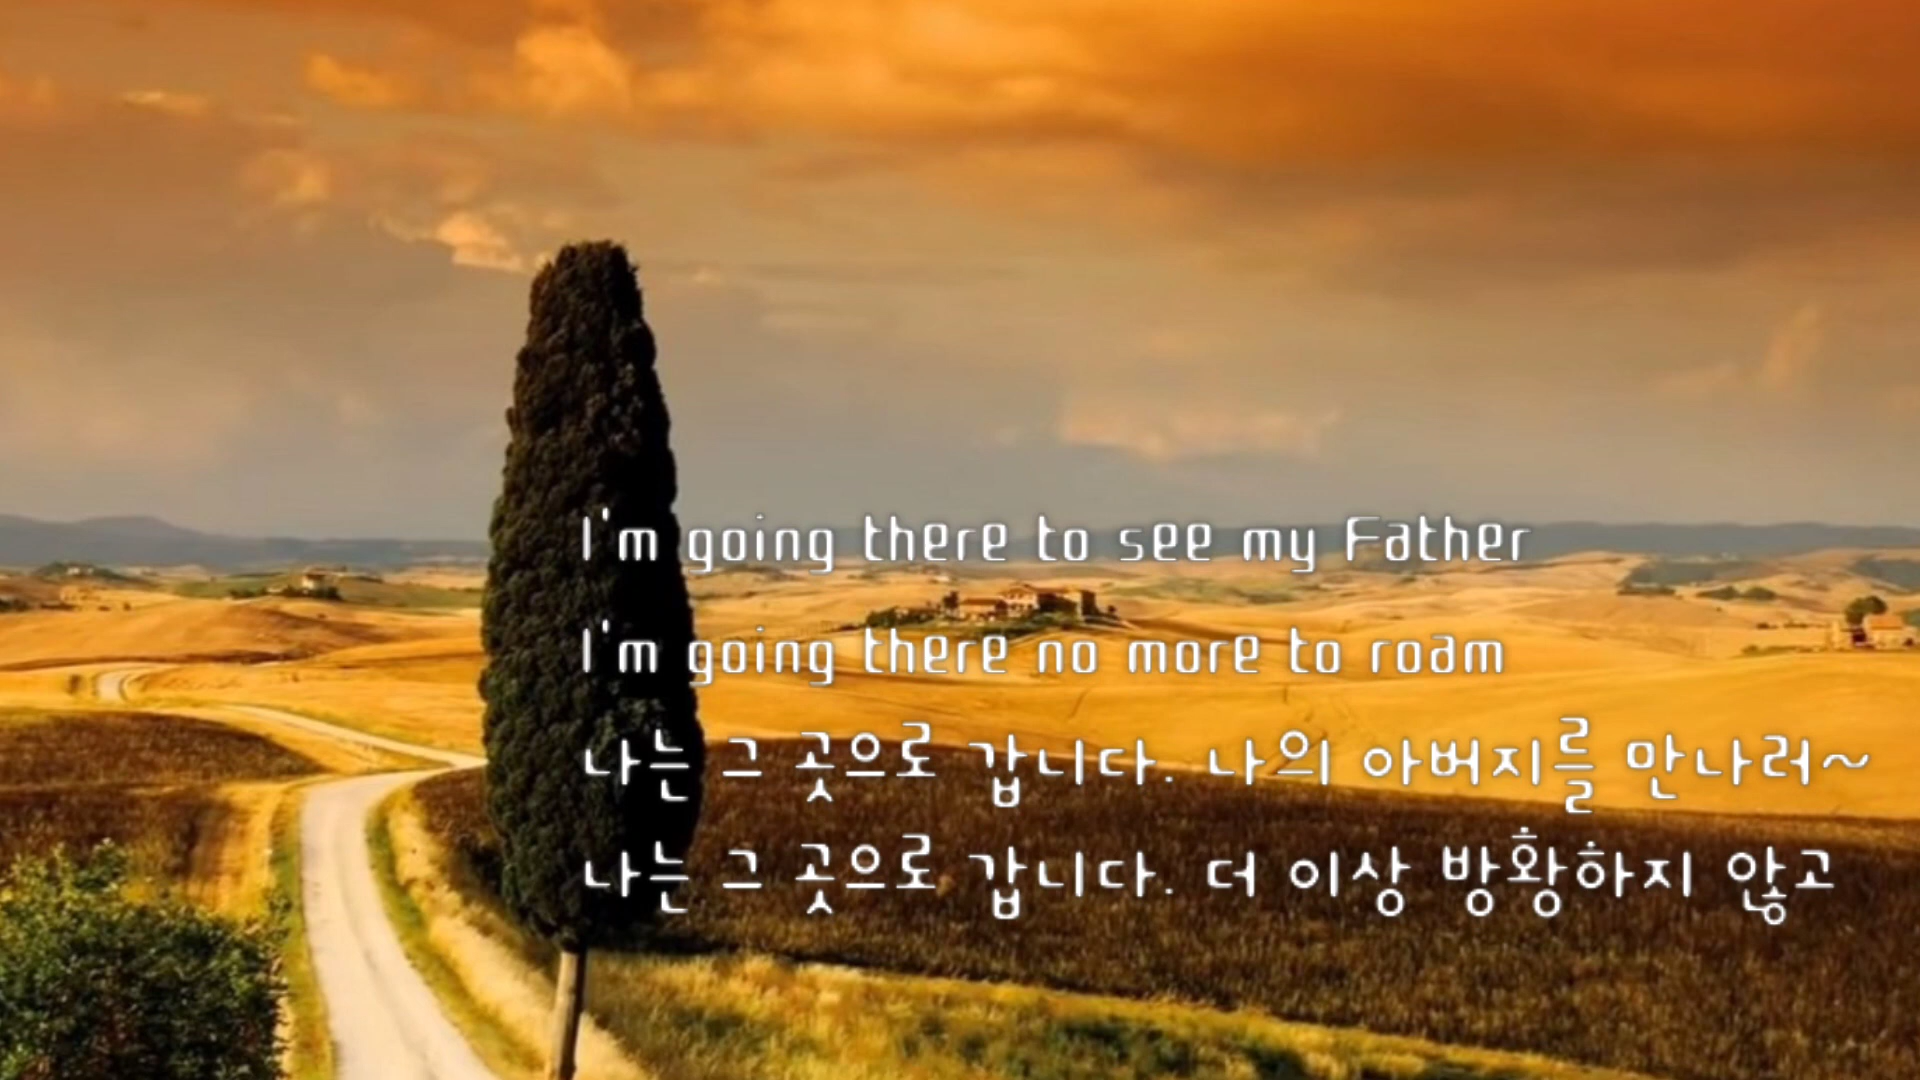 I'm going there to see my Father
I'm going there no more to roam
나는 그 곳으로 갑니다. 나의 아버지를 만나러~
나는 그 곳으로 갑니다. 더 이상 방황하지 않고